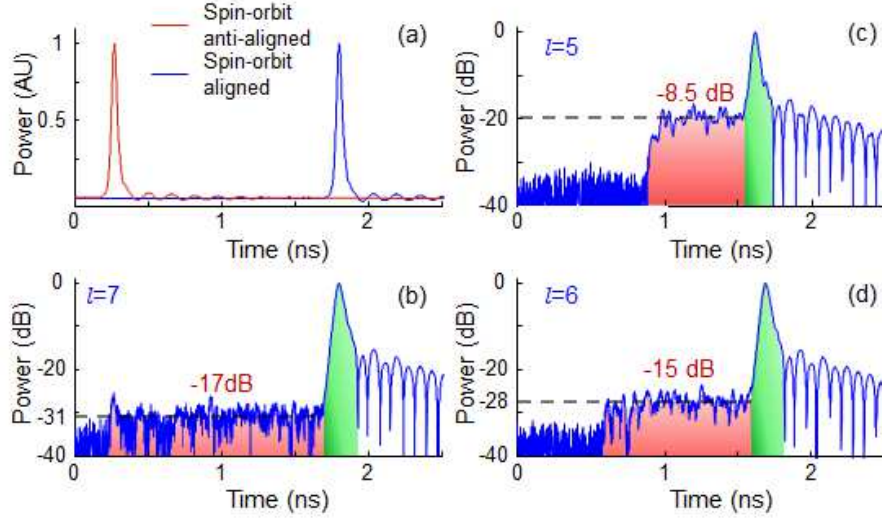 Spin-orbit
anti-aligned
Spin-orbit
aligned
(a)
Power (AU)
1
0.5
0 1 2
Time (ns)
(c)
l=5
-8.5 dB
Power (dB)
0
-20
-40
0 1 2
Time (ns)
(b)
l=7
-17dB
Power (dB)
0
-20
-31
-40
0 1 2
Time (ns)
(d)
l=6
-15 dB
Power (dB)
0
-20
-28
-40
0 1 2
Time (ns)